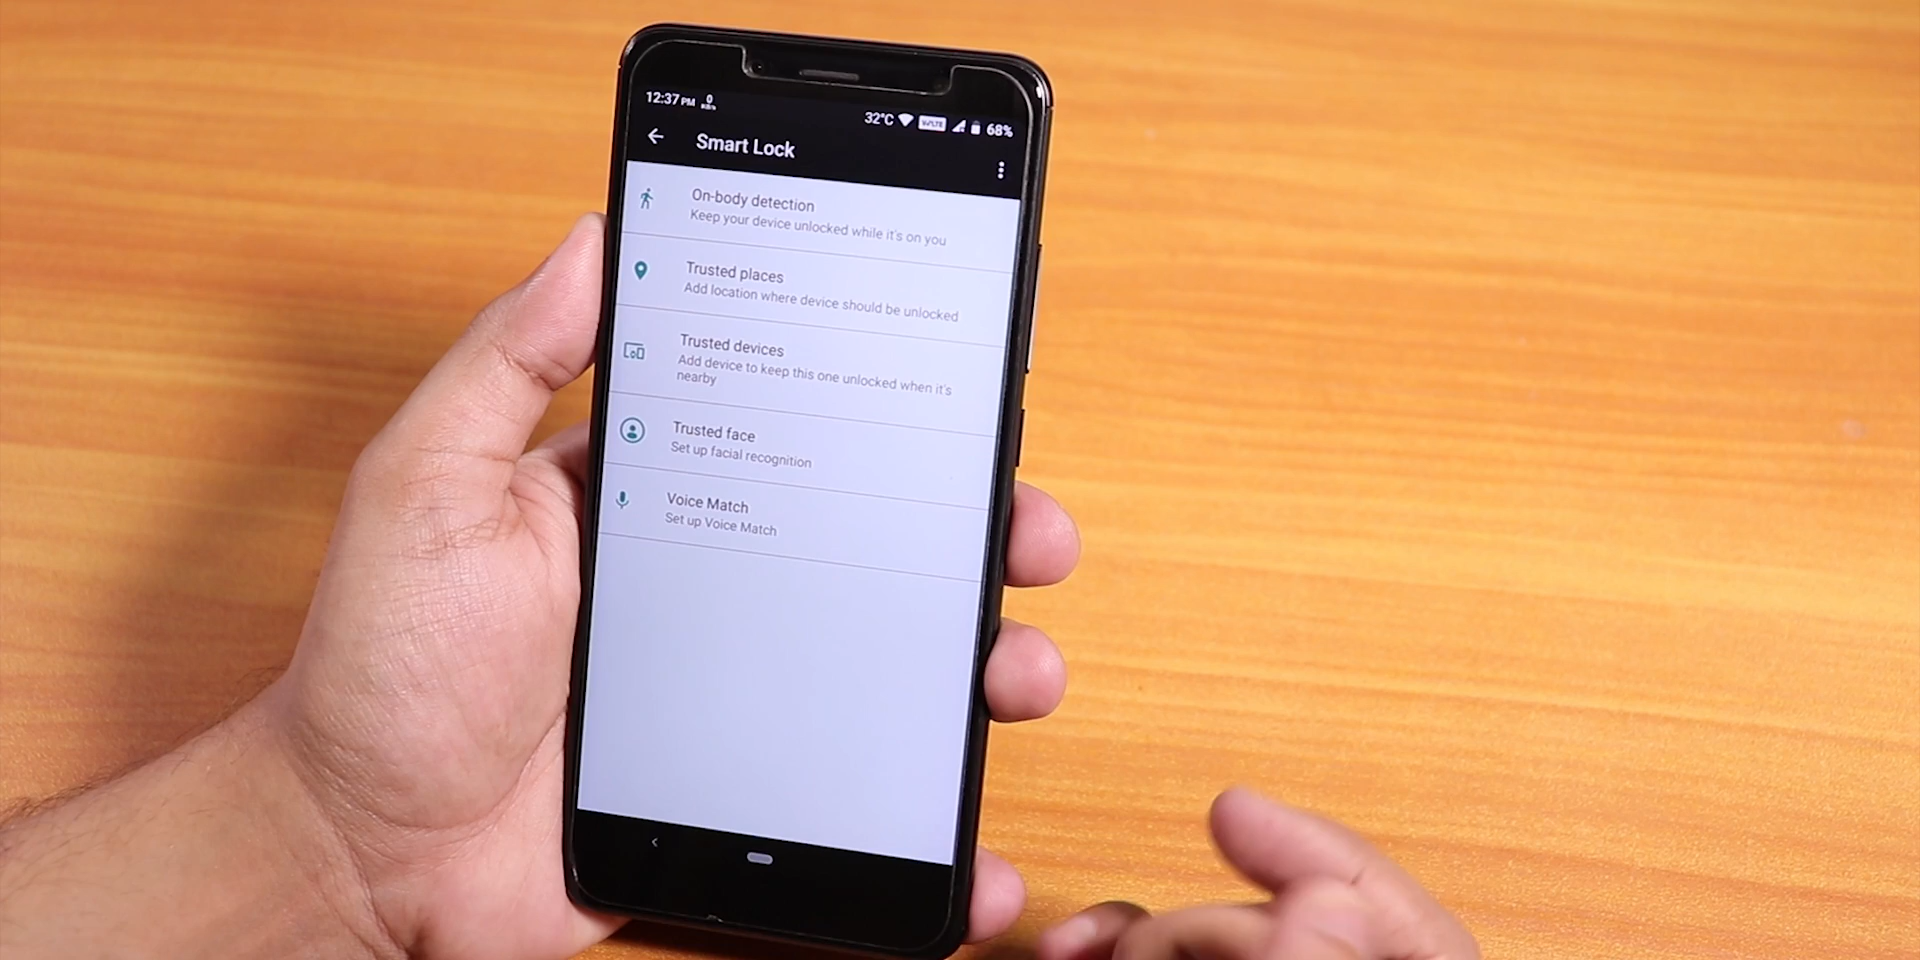 12:37 PM 0
32°C VoLTE 68%
Smart Lock
On-body detection
Keep your device unlocked while it's on you
Trusted places
Add location where device should be unlocked
Trusted devices
Add device to keep this one unlocked when it's
nearby
Trusted face
Set up facial recognition
Voice Match
Set up Voice Match